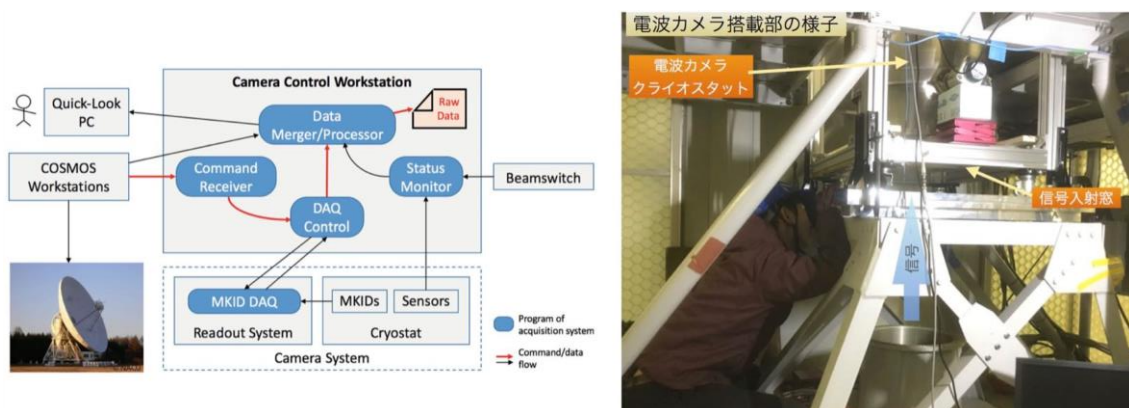 Camera Control Workstation
Quick-Look
PC
Data
Merger/Processor
Raw
Data
COSMOS
Workstations
Command
Receiver
Status
Monitor
Beamswitch
DAQ
Control
MKID DAQ
MKIDs
Sensors
Readout System
Cryostat
Camera System
Program of
acquisition system
Command/data
flow
電波カメラ搭載部の様子
電波カメラ
クライオスタット
信号入射窓
信号